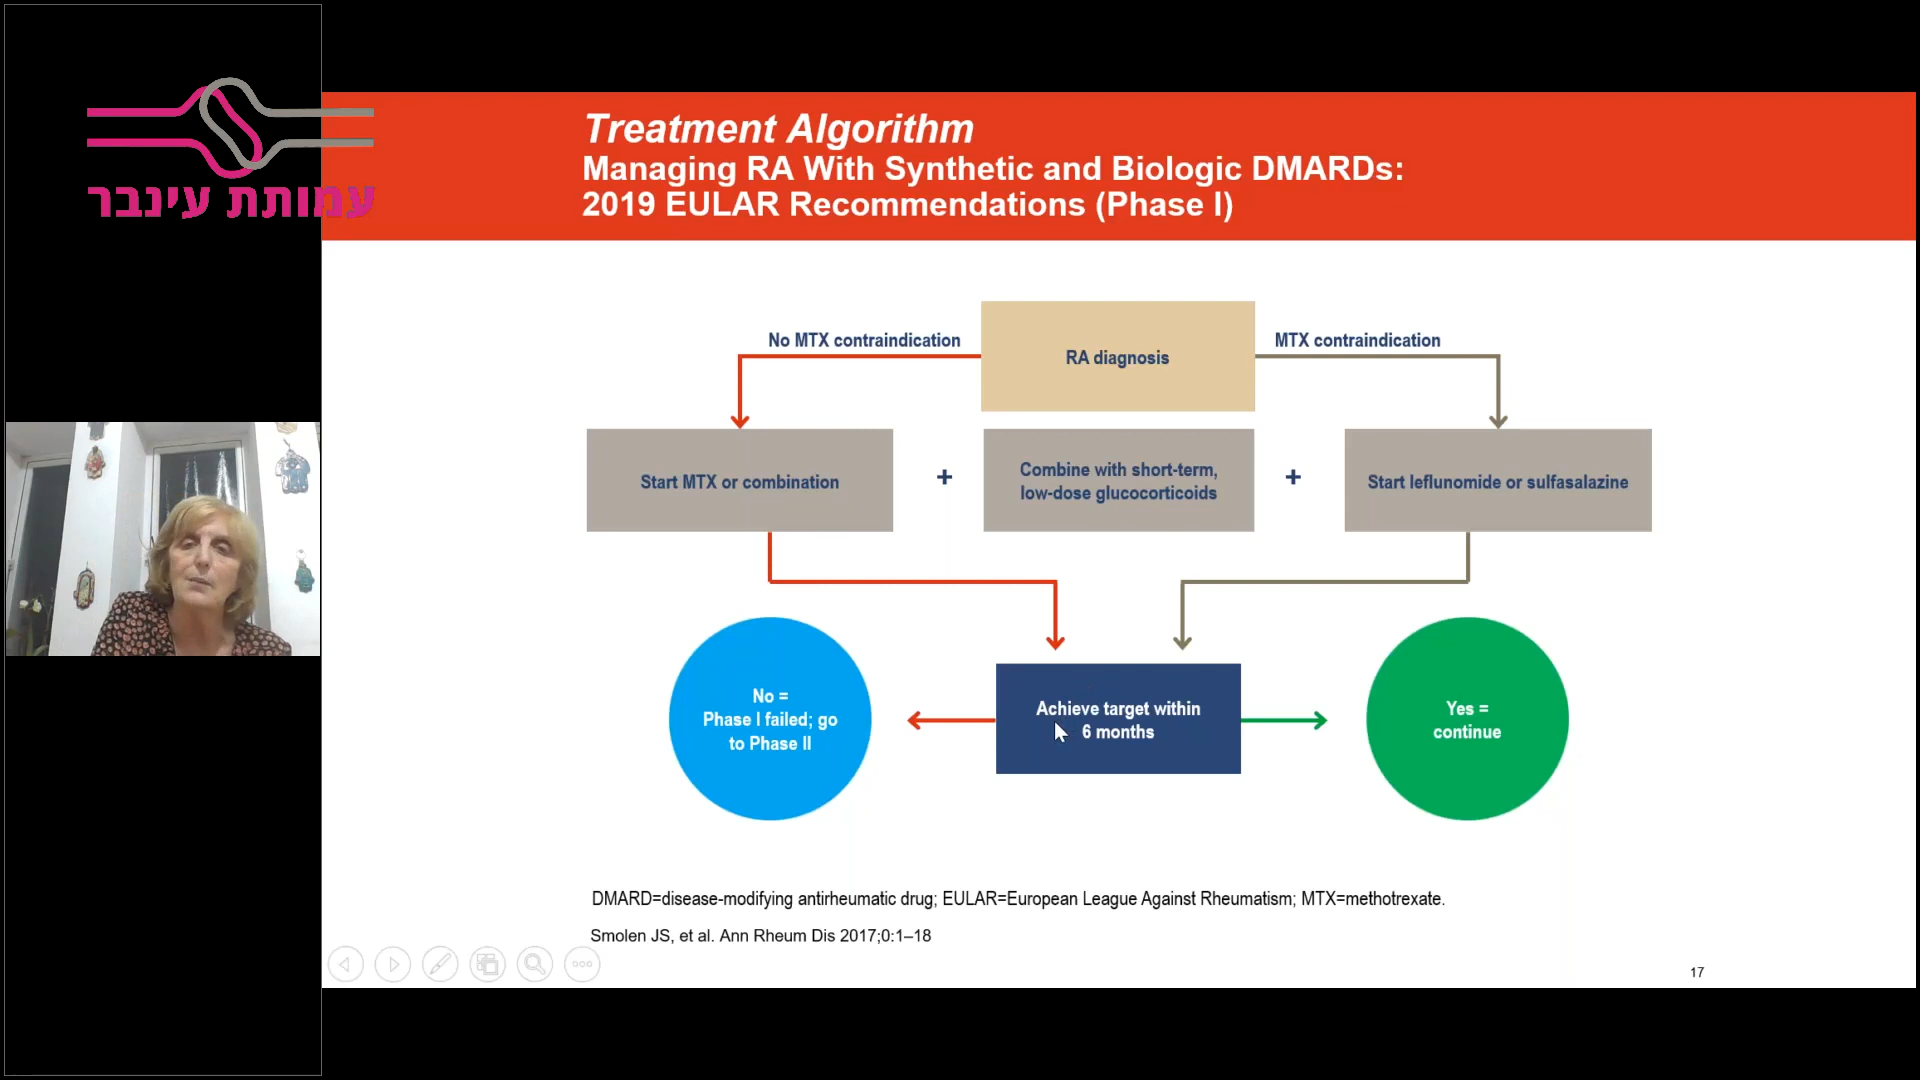 עמותת עינבר
Treatment Algorithm
Managing RA With Synthetic and Biologic DMARDs:
2019 EULAR Recommendations (Phase I)
No MTX contraindication
RA diagnosis
MTX contraindication
Start MTX or combination
+
Combine with short-term,
low-dose glucocorticoids
+
Start leflunomide or sulfasalazine
No =
Phase I failed; go
to Phase II
Achieve target within
6 months
Yes =
continue
DMARD=disease-modifying antirheumatic drug; EULAR=European League Against Rheumatism; MTX=methotrexate.
Smolen JS, et al. Ann Rheum Dis 2017;0:1–18
17